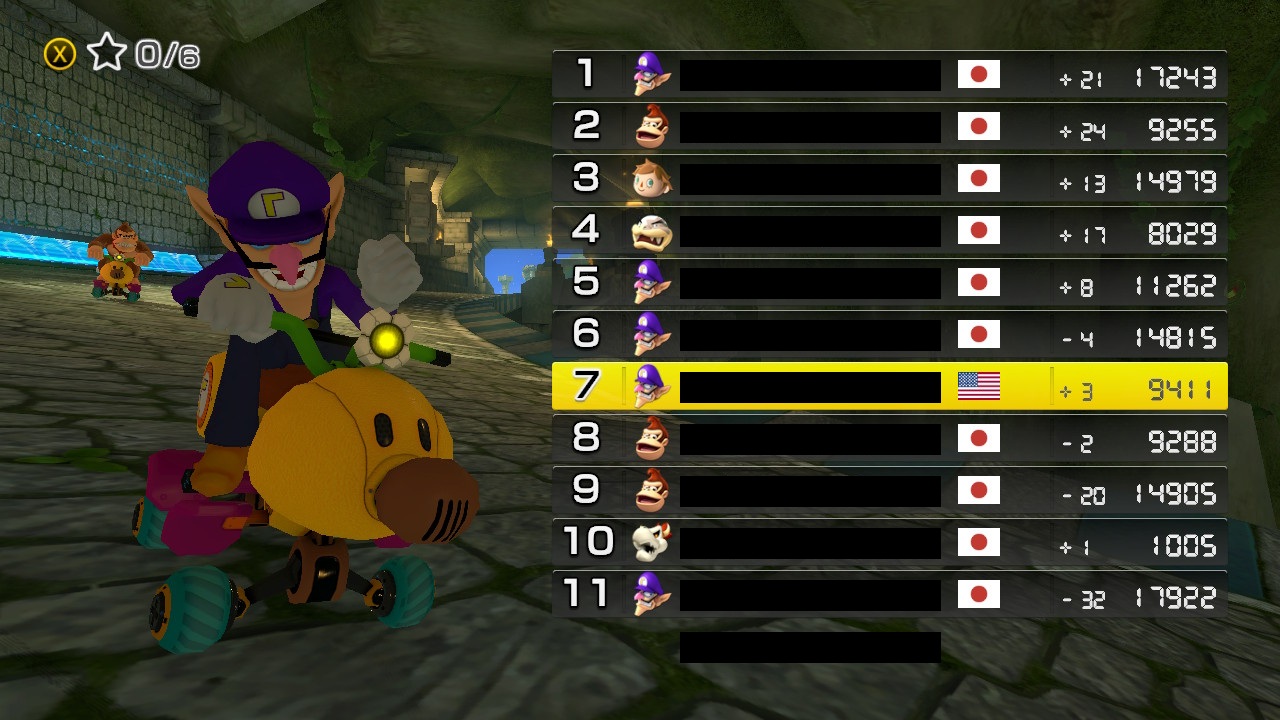 X 0/6
1 + 21 17243
2 + 24 9255
3 + 13 14979
4 + 17 8029
5 + 8 11262
6 - 4 14815
7 + 3 9411
8 - 2 9288
9 - 20 14905
10 + 1 1005
11 - 32 17922